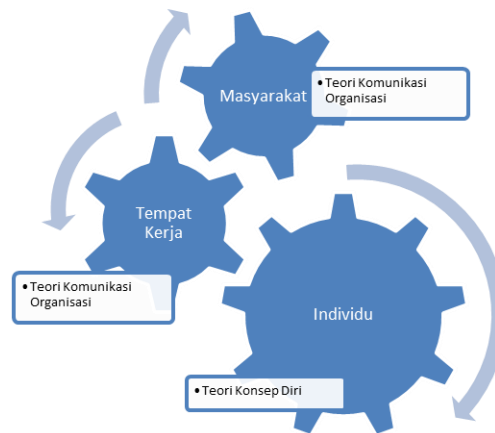 Masyarakat
• Teori Komunikasi
Organisasi
Tempat
Kerja
• Teori Komunikasi
Organisasi
Individu
• Teori Konsep Diri